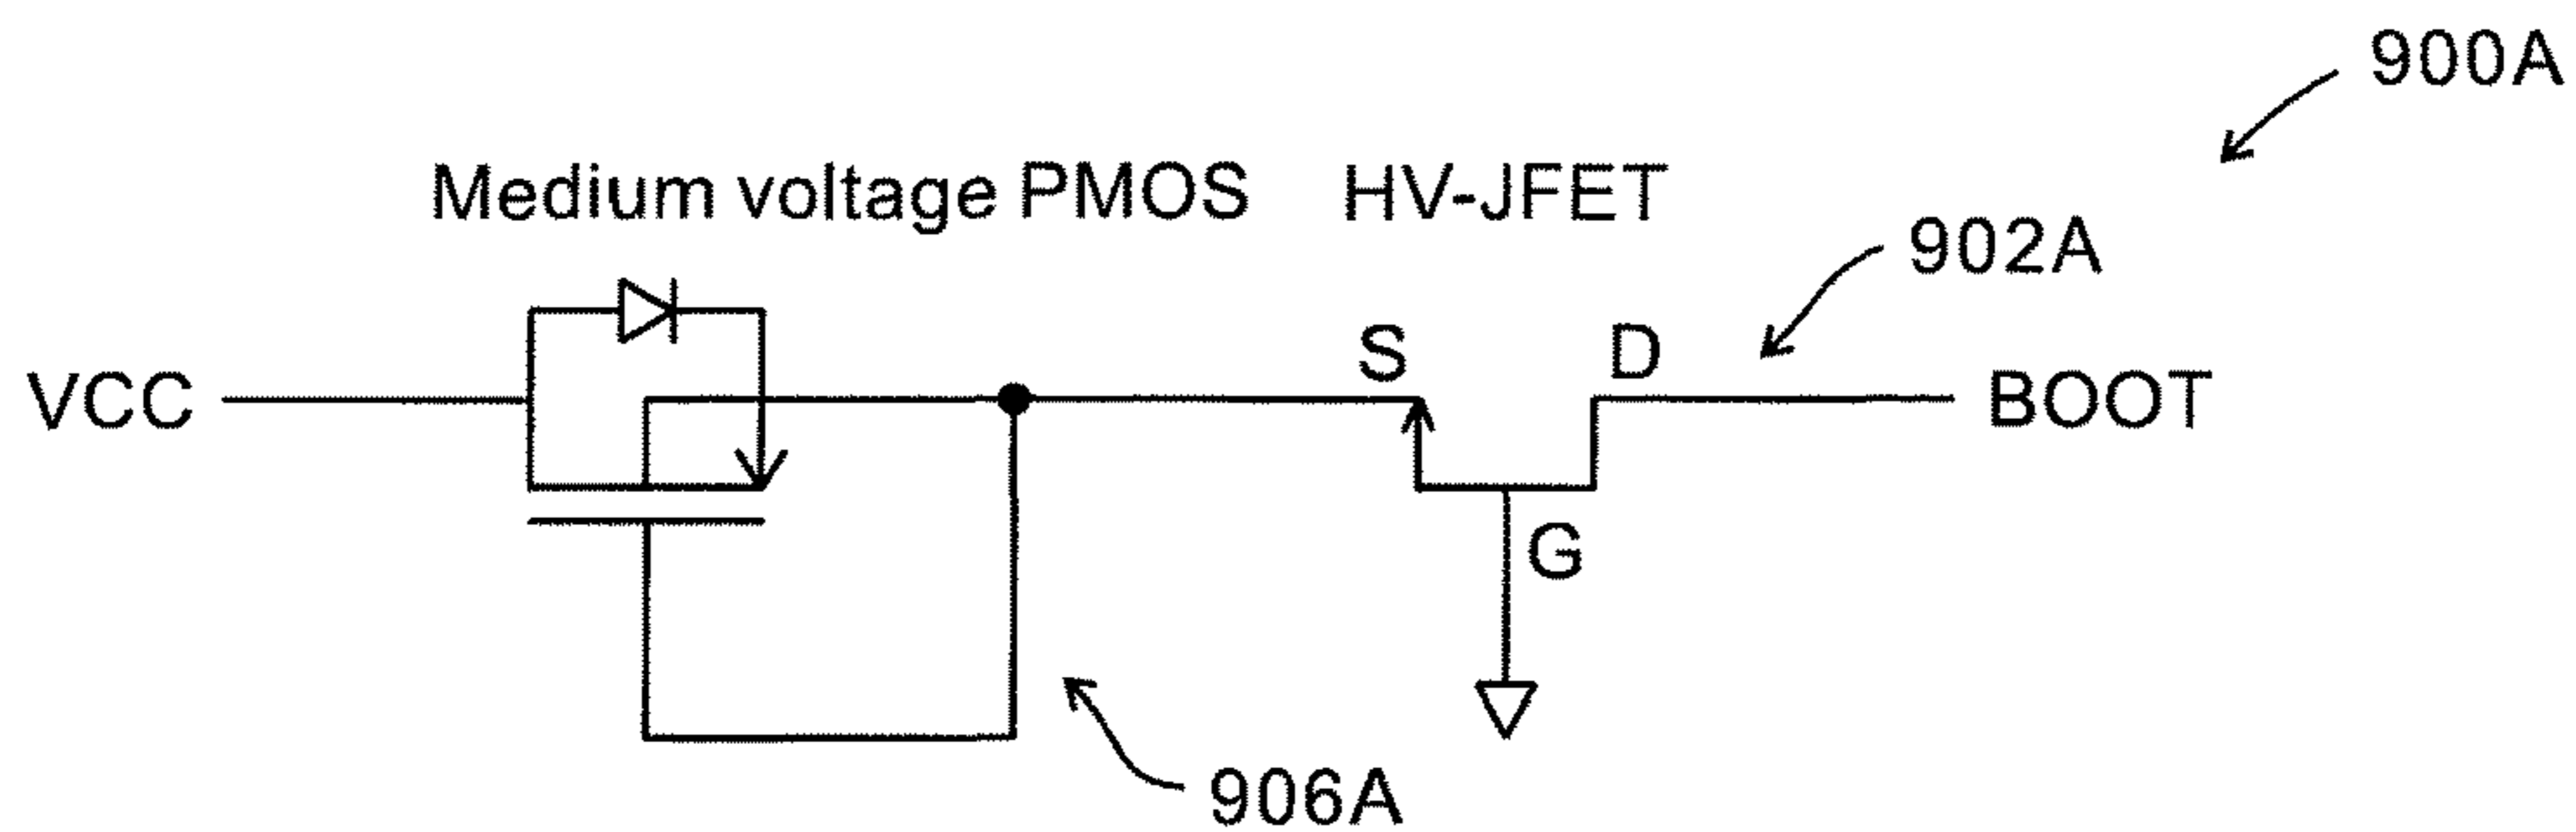 900A
Medium voltage PMOS HV-JFET
902A
S D
VCC BOOT
G
906A